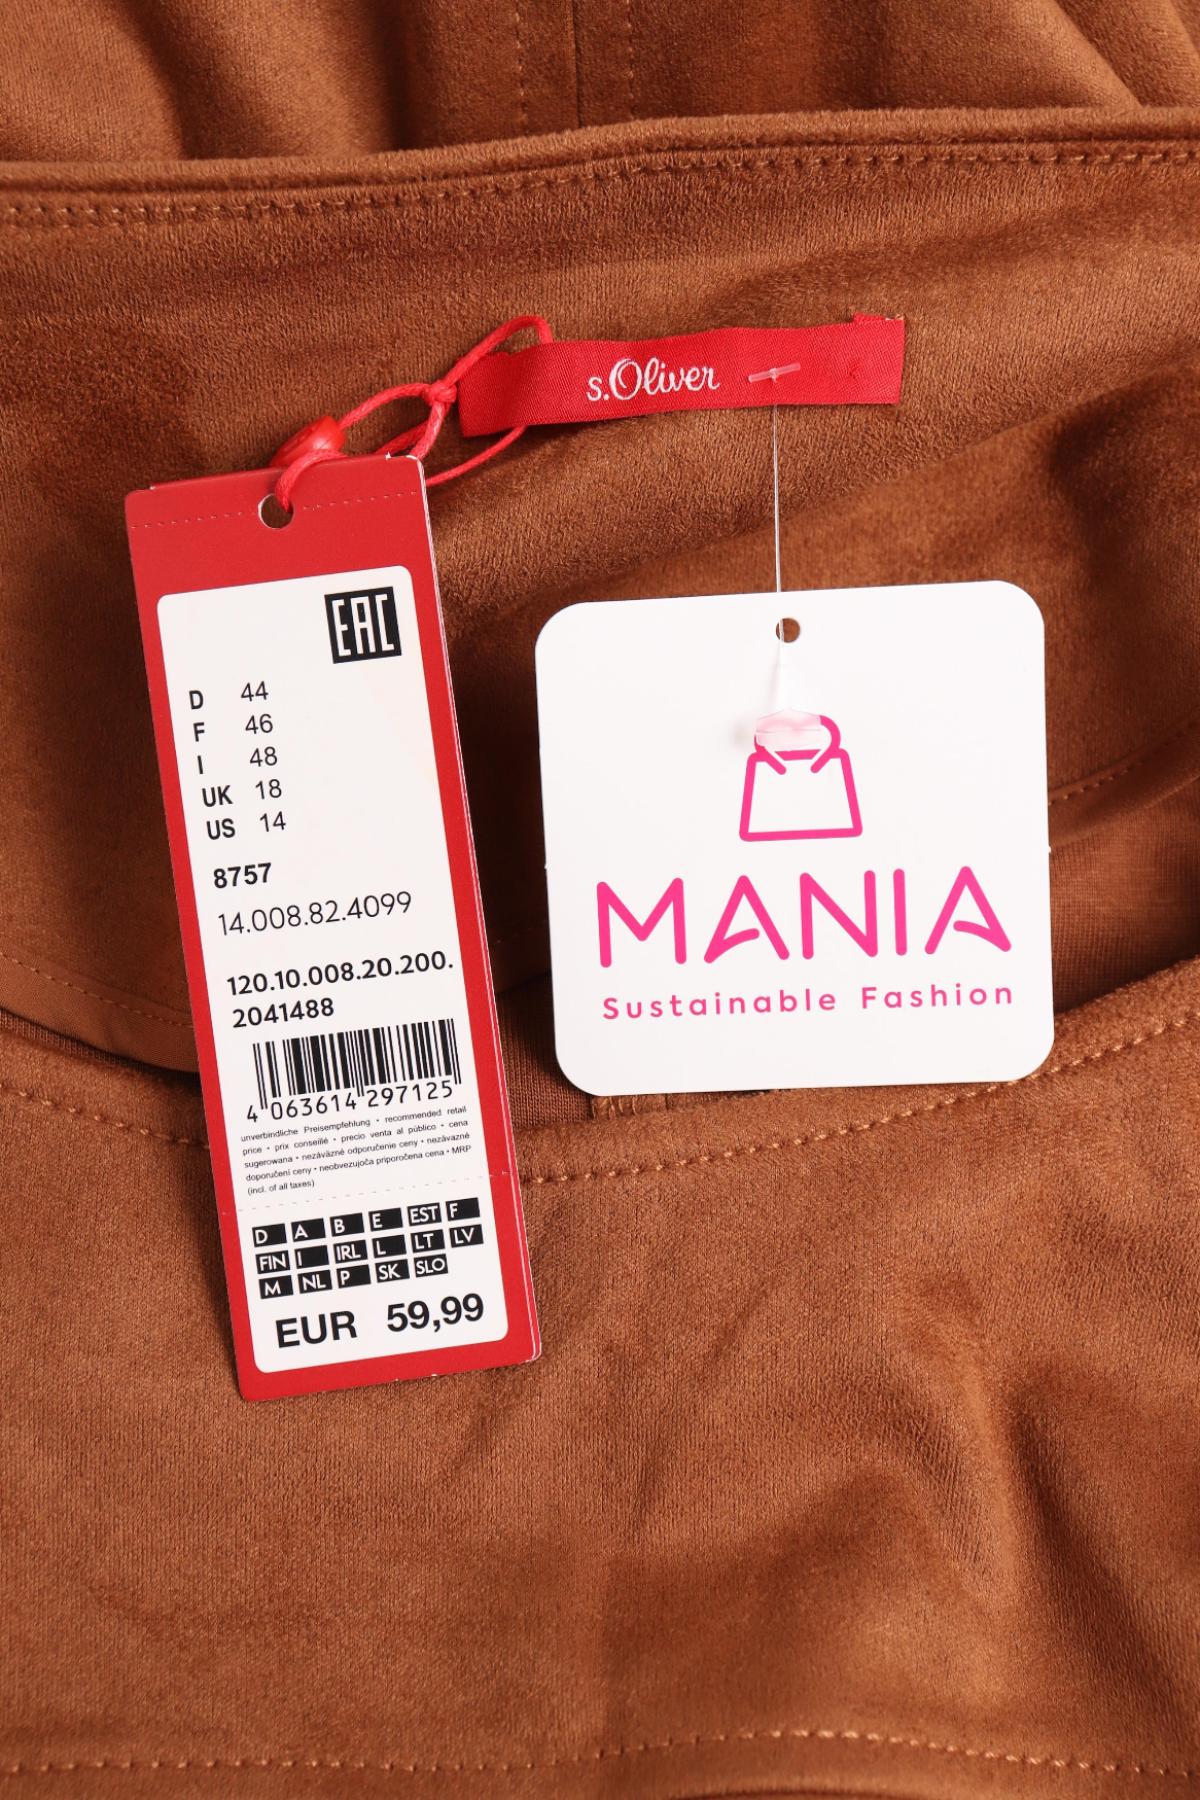 s.Oliver
EAC
D 44
F 46
I 48
UK 18
US 14
8757
14.008.82.4099
120.10.008.20.200.
2041488
4 063614 297125
unverbindliche Preisempfehlung • recommended retail
price • prix conseillé • precio venta al público • cena
sugerowana • nezáväzné odporučenie ceny • nezávazné
doporučení ceny • neobvezujoča priporočena cena • MRP
(incl. of all taxes)
D A B E EST F
FIN I IRL L LT LV
M NL P SK SLO
EUR 59,99
MANIA
Sustainable Fashion